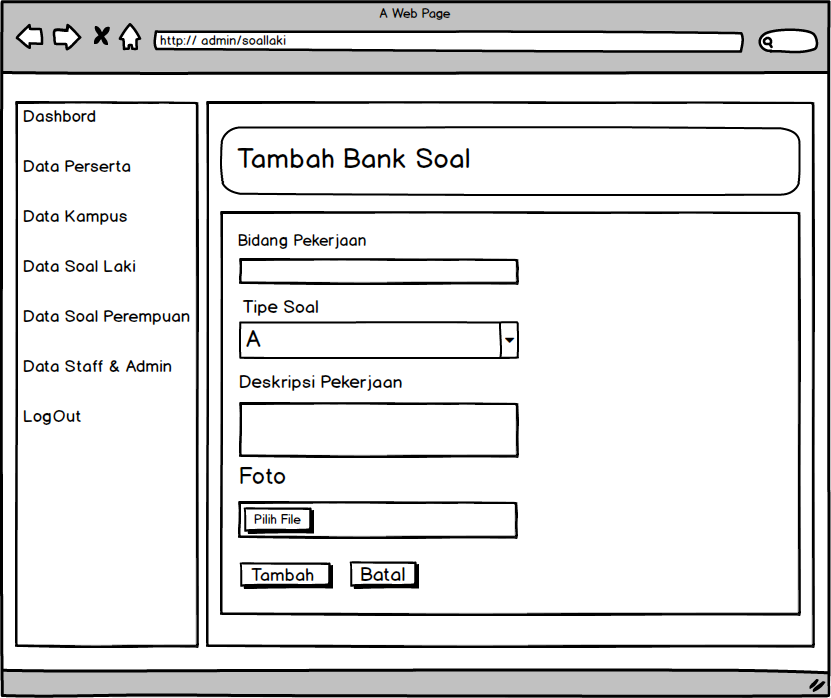 A Web Page
http:// admin/soallaki
Dashbord
Data Perserta
Data Kampus
Data Soal Laki
Data Soal Perempuan
Data Staff & Admin
LogOut
Tambah Bank Soal
Bidang Pekerjaan
Tipe Soal
A
Deskripsi Pekerjaan
Foto
Pilih File
Tambah
Batal